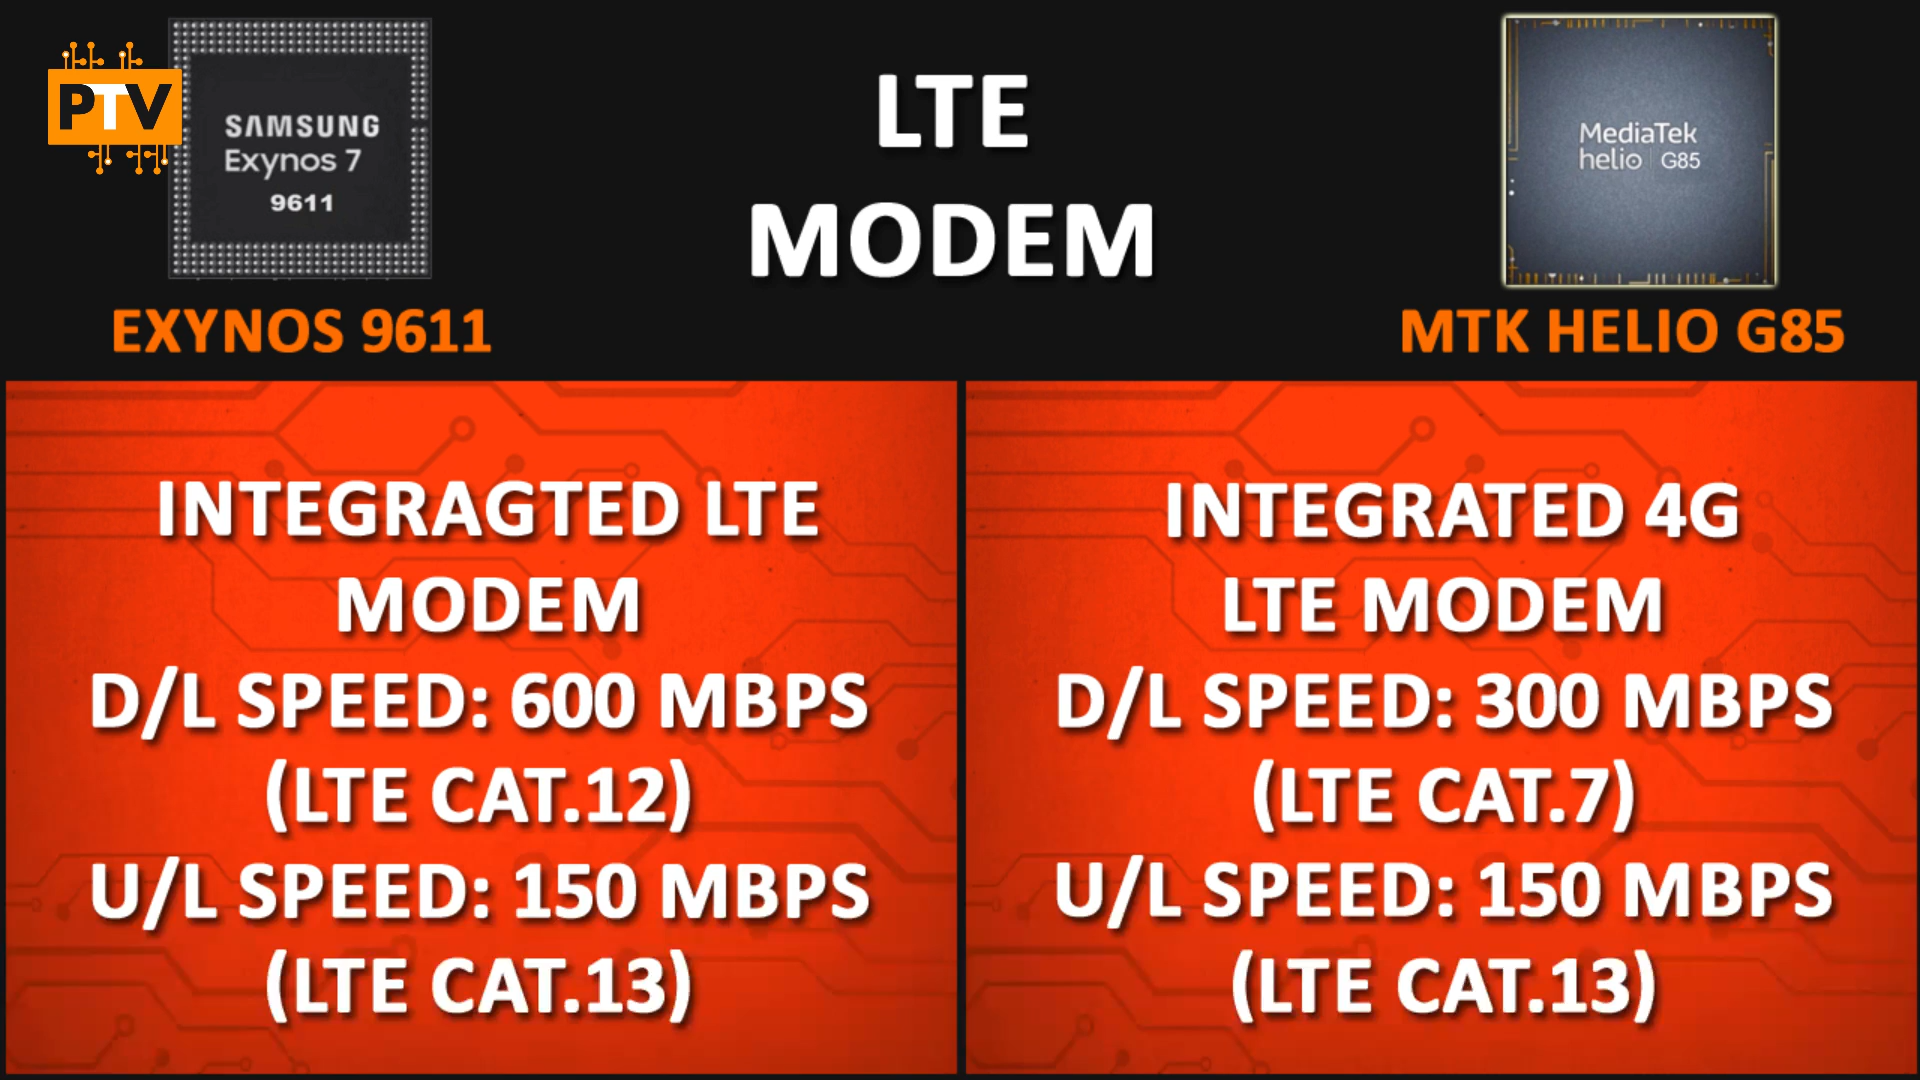 PTV
SAMSUNG
Exynos 7
9611
EXYNOS 9611
LTE
MODEM
MediaTek
helio G85
MTK HELIO G85
INTEGRAGTED LTE
MODEM
D/L SPEED: 600 MBPS
(LTE CAT.12)
U/L SPEED: 150 MBPS
(LTE CAT.13)
INTEGRATED 4G
LTE MODEM
D/L SPEED: 300 MBPS
(LTE CAT.7)
U/L SPEED: 150 MBPS
(LTE CAT.13)